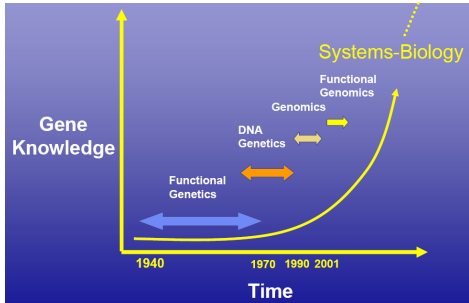 Systems-Biology
Functional
Genomics
Genomics
DNA
Genetics
Functional
Genetics
Gene
Knowledge
1940
1970
1990
2001
Time